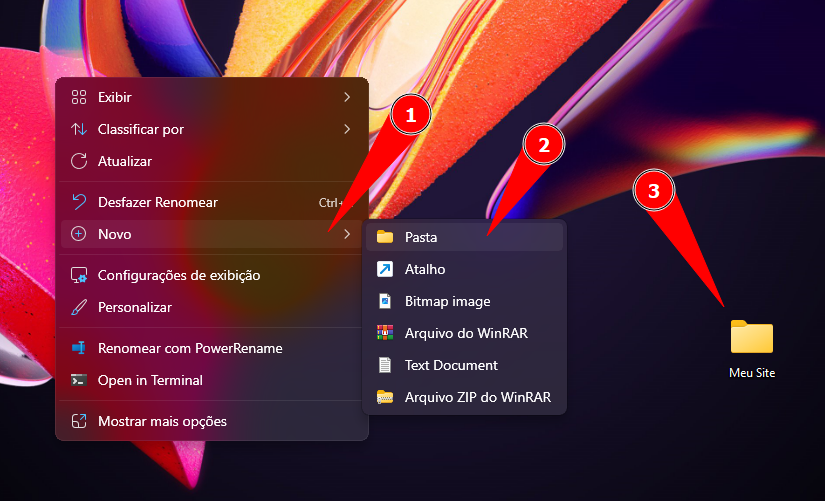 Exibir
Classificar por
Atualizar
Desfazer Renomear
Ctrl+
Novo
Configurações de exibição
Personalizar
Renomear com PowerRename
Open in Terminal
Mostrar mais opções
1
2
3
Pasta
Atalho
Bitmap image
Arquivo do WinRAR
Text Document
Arquivo ZIP do WinRAR
Meu Site